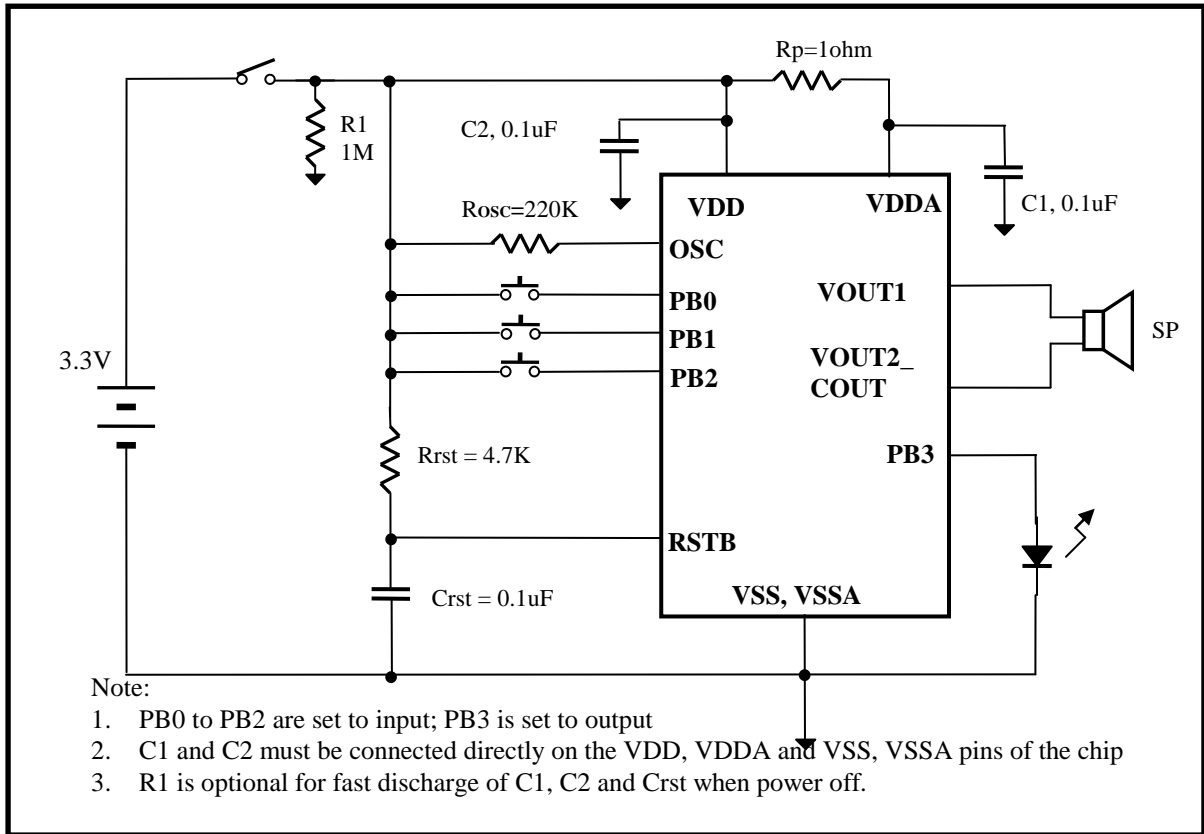 Rp=1ohm
R1
1M
C2, 0.1uF
C1, 0.1uF
VDD
VDDA
Rosc=220K
OSC
PB0
PB1
PB2
VOUT1
VOUT2_
COUT
SP
3.3V
Rrst = 4.7K
PB3
RSTB
Crst = 0.1uF
VSS, VSSA
Note:
1. PB0 to PB2 are set to input; PB3 is set to output
2. C1 and C2 must be connected directly on the VDD, VDDA and VSS, VSSA pins of the chip
3. R1 is optional for fast discharge of C1, C2 and Crst when power off.